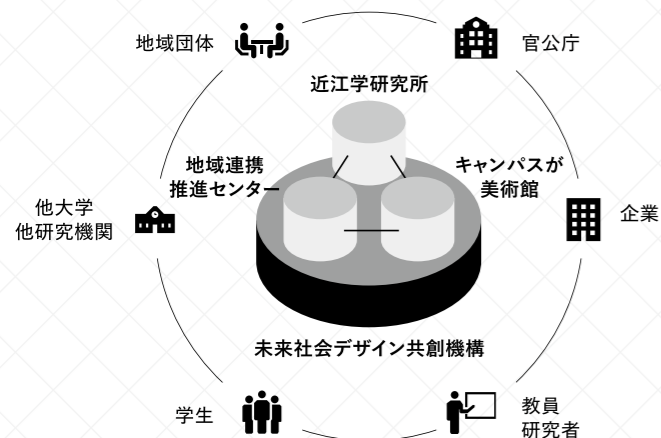 地域団体
官公庁
近江学研究所
地域連携
推進センター
キャンパスが
美術館
他大学
他研究機関
企業
未来社会デザイン共創機構
学生
教員
研究者